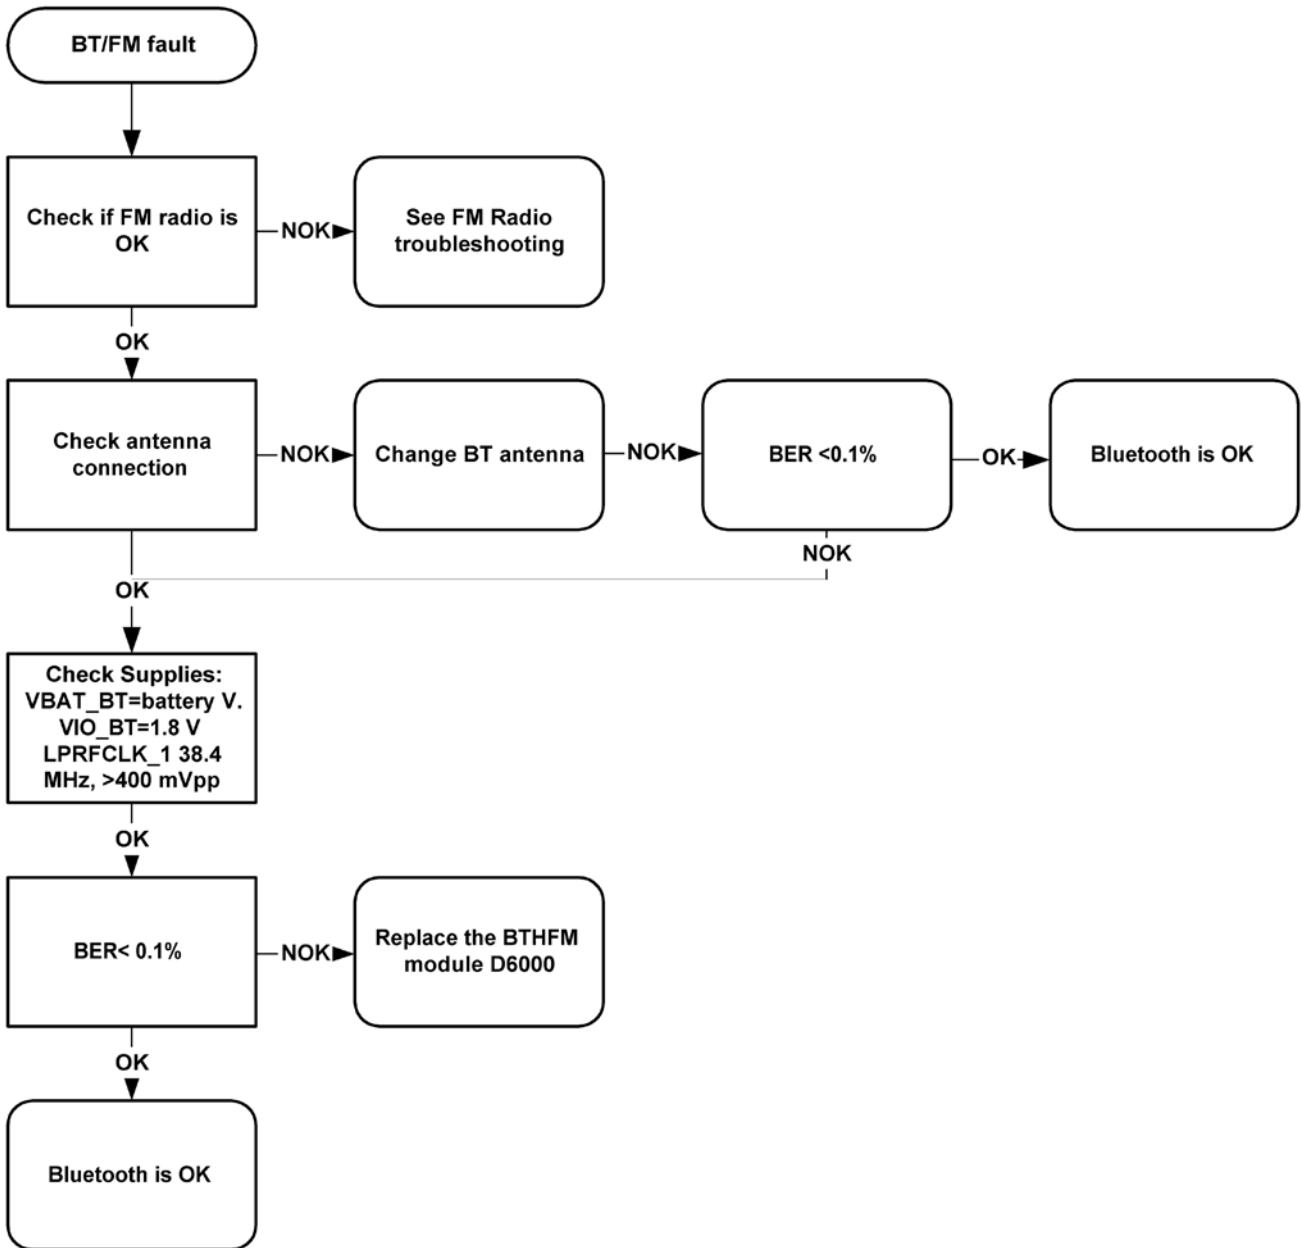 BT/FM fault
Check if FM radio is
OK
NOK
See FM Radio
troubleshooting
OK
Check antenna
connection
NOK
Change BT antenna
NOK
BER <0.1%
OK
Bluetooth is OK
NOK
OK
Check Supplies:
VBAT_BT=battery V.
VIO_BT=1.8 V
LPRFCLK_1 38.4
MHz, >400 mVpp
OK
BER< 0.1%
NOK
Replace the BTHFM
module D6000
OK
Bluetooth is OK